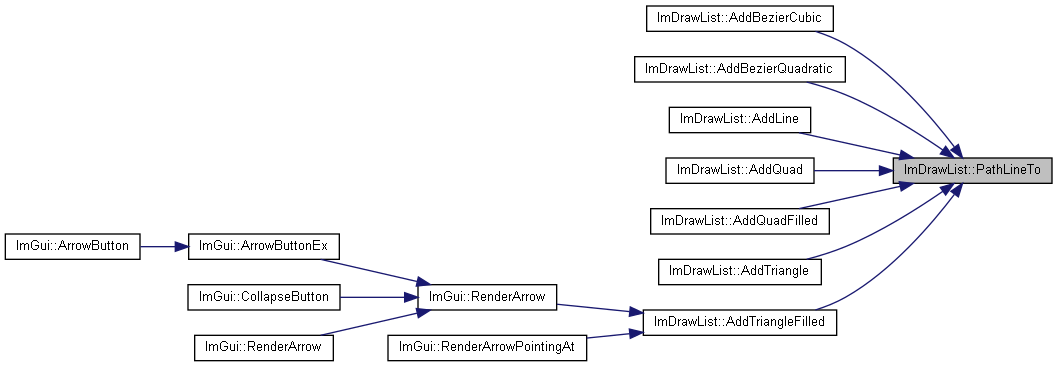 ImDrawList::AddBezierCubic
ImDrawList::AddBezierQuadratic
ImDrawList::AddLine
ImDrawList::AddQuad
ImDrawList::PathLineTo
ImDrawList::AddQuadFilled
ImGui::ArrowButton
ImGui::ArrowButtonEx
ImDrawList::AddTriangle
ImGui::CollapseButton
ImGui::RenderArrow
ImDrawList::AddTriangleFilled
ImGui::RenderArrow
ImGui::RenderArrowPointingAt